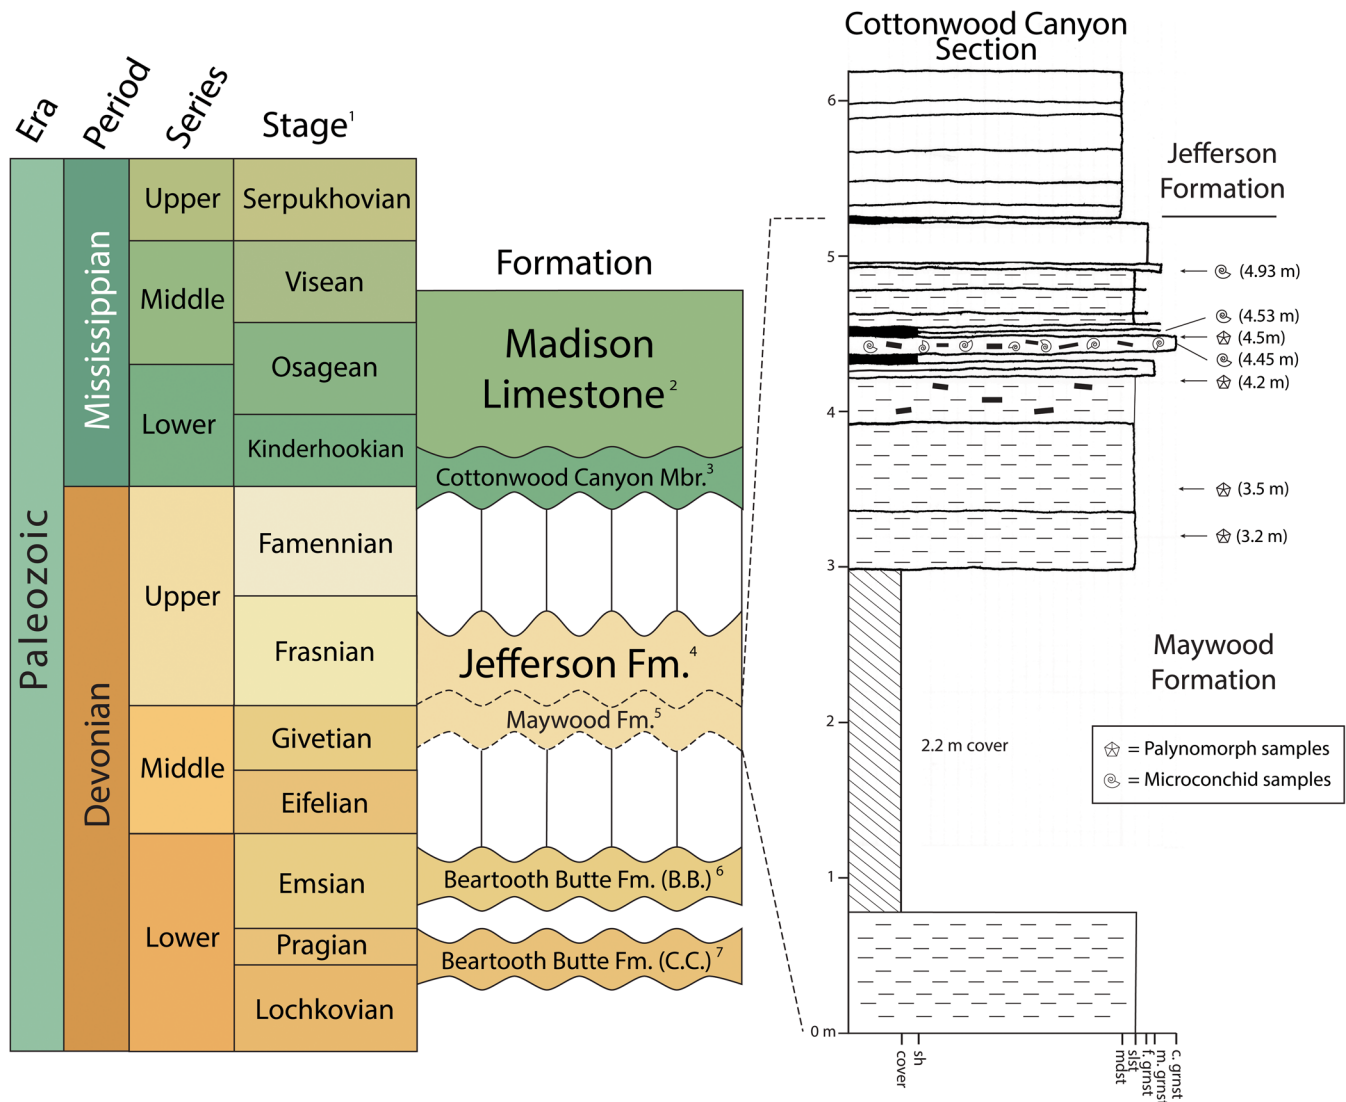 Era
Period
Series
Stage1
Paleozoic
Mississippian
Devonian
Upper
Middle
Lower
Upper
Middle
Lower
Serpukhovian
Visean
Osagean
Kinderhookian
Famennian
Frasnian
Givetian
Eifelian
Emsian
Pragian
Lochkovian
Formation
Madison
Limestone2
Cottonwood Canyon Mbr.3
Jefferson Fm.4
Maywood Fm.5
Beartooth Butte Fm. (B.B.)6
Beartooth Butte Fm. (C.C.)7
Cottonwood Canyon
Section
6
5
4
3
2
1
0 m
Jefferson
Formation
(4.93 m)
(4.53 m)
(4.5m)
(4.45 m)
(4.2 m)
(3.5 m)
(3.2 m)
Maywood
Formation
2.2 m cover
= Palynomorph samples
= Microconchid samples
cover
sh
mdst
slst
f. grnst
m. grnst
c. grnst